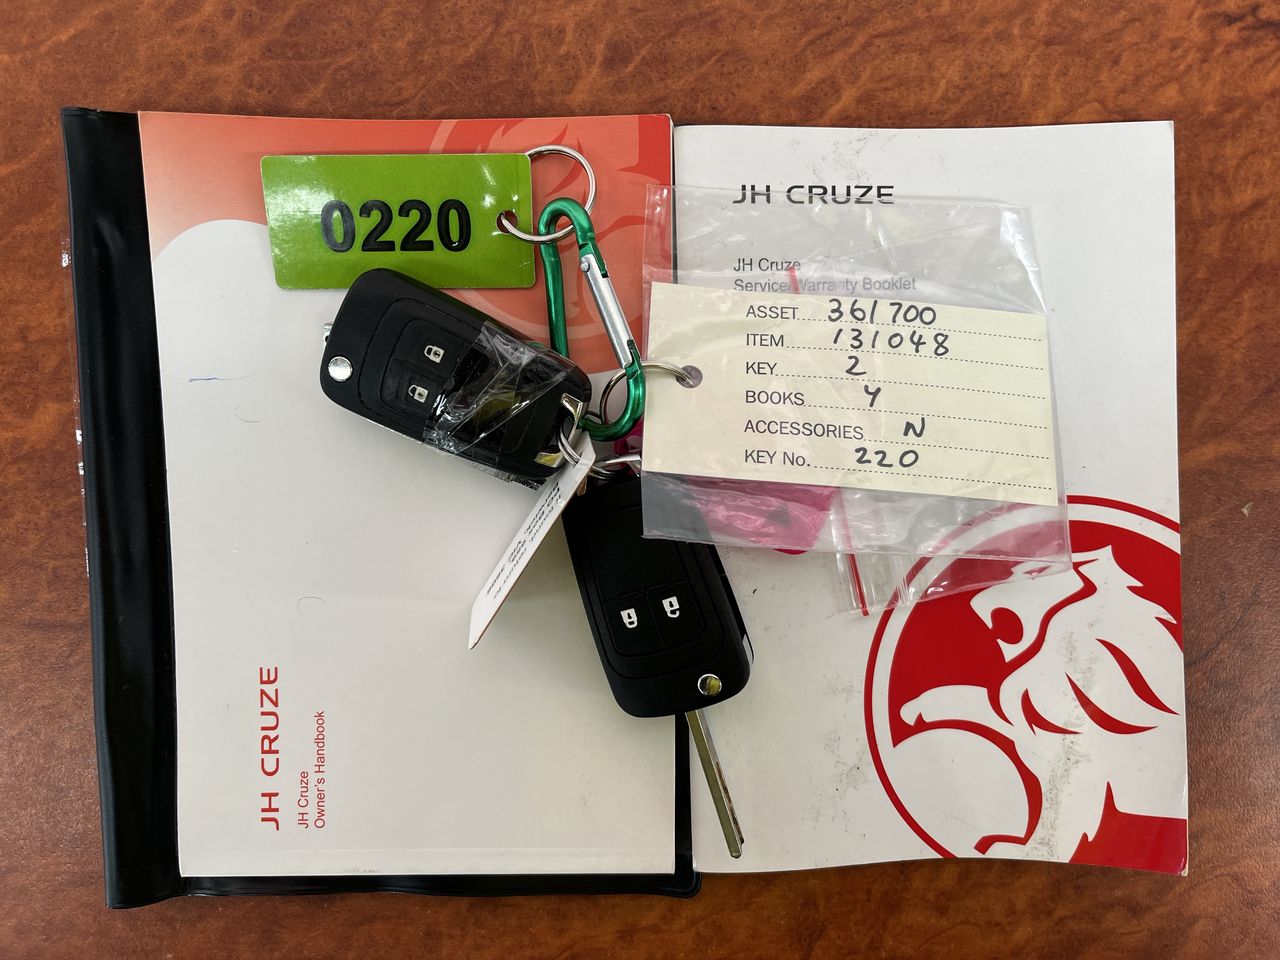 0220
JH CRUZE
JH Cruze
Owner's Handbook
JH CRUZE
JH Cruze
Service/Warranty Booklet
ASSET 361700
ITEM 131048
KEY 2
BOOKS Y
ACCESSORIES N
KEY No. 220